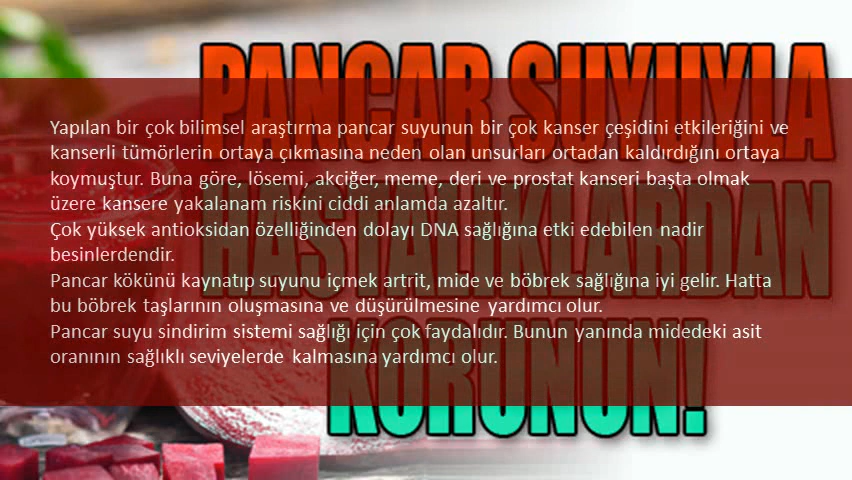 PANCAR SUYUYLA
HASTALIKLARDAN
KORUNUN!
Yapılan bir çok bilimsel araştırma pancar suyunun bir çok kanser çeşidini etkileriğini ve
kanserli tümörlerin ortaya çıkmasına neden olan unsurları ortadan kaldırdığını ortaya
koymuştur. Buna göre, lösemi, akciğer, meme, deri ve prostat kanseri başta olmak
üzere kansere yakalanam riskini ciddi anlamda azaltır.
Çok yüksek antioksidan özelliğinden dolayı DNA sağlığına etki edebilen nadir
besinlerdendir.
Pancar kökünü kaynatıp suyunu içmek artrit, mide ve böbrek sağlığına iyi gelir. Hatta
bu böbrek taşlarının oluşmasına ve düşürülmesine yardımcı olur.
Pancar suyu sindirim sistemi sağlığı için çok faydalıdır. Bunun yanında midedeki asit
oranının sağlıklı seviyelerde kalmasına yardımcı olur.